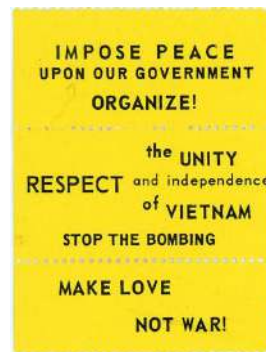 IMPOSE PEACE
UPON OUR GOVERNMENT
ORGANIZE!
the UNITY
RESPECT and independence
of VIETNAM
STOP THE BOMBING
MAKE LOVE
NOT WAR!